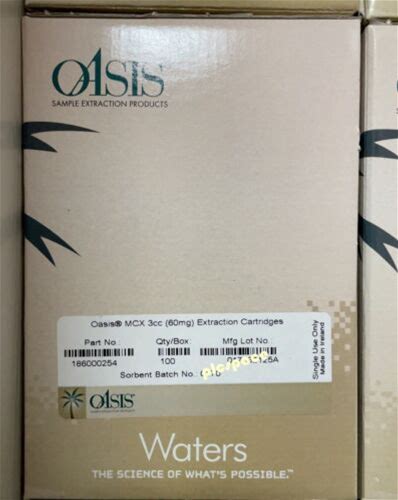 OASIS
SAMPLE EXTRACTION PRODUCTS
Oasis® MCX 3cc (60mg) Extraction Cartridges
Part No. Qty/Box Mfg Lot No.
186000254 100
Sorbent Batch No.
Single Use Only
Made in Ireland
OASIS
Waters
THE SCIENCE OF WHAT'S POSSIBLE.™